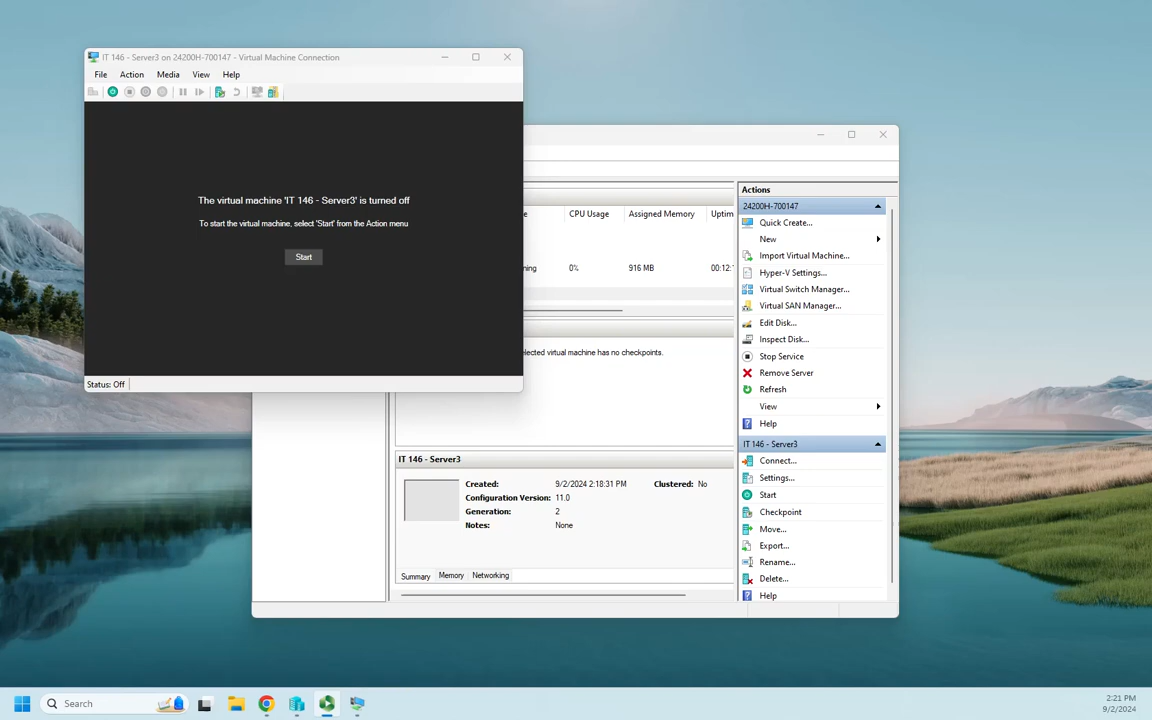 IT 146 - Server3 on 24200H-700147 - Virtual Machine Connection
File Action Media View Help
The virtual machine 'IT 146 - Server3' is turned off
To start the virtual machine, select 'Start' from the Action menu
Start
Status: Off
CPU Usage Assigned Memory
0% 916 MB
virtual machine has no checkpoints.
IT 146 - Server3
Created: 9/2/2024 2:18:31 PM Clustered: No
Configuration Version: 11.0
Generation: 2
Notes: None
Summary Memory Networking
Actions
24200H-700147
Quick Create...
New
Import Virtual Machine...
Hyper-V Settings...
Virtual Switch Manager...
Virtual SAN Manager...
Edit Disk...
Inspect Disk...
Stop Service
Remove Server
Refresh
View
Help
IT 146 - Server3
Connect...
Settings...
Start
Checkpoint
Move...
Export...
Rename...
Delete...
Help
Search
2:21 PM
9/2/2024